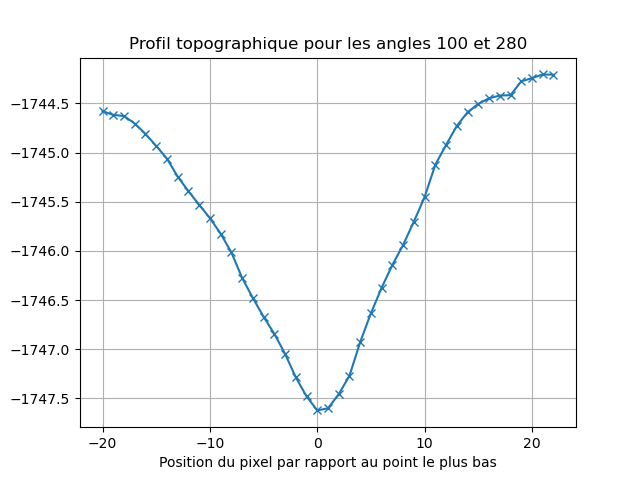 Profil topographique pour les angles 100 et 280
−1744.5
−1745.0
−1745.5
−1746.0
−1746.5
−1747.0
−1747.5
−20 −10 0 10 20
Position du pixel par rapport au point le plus bas